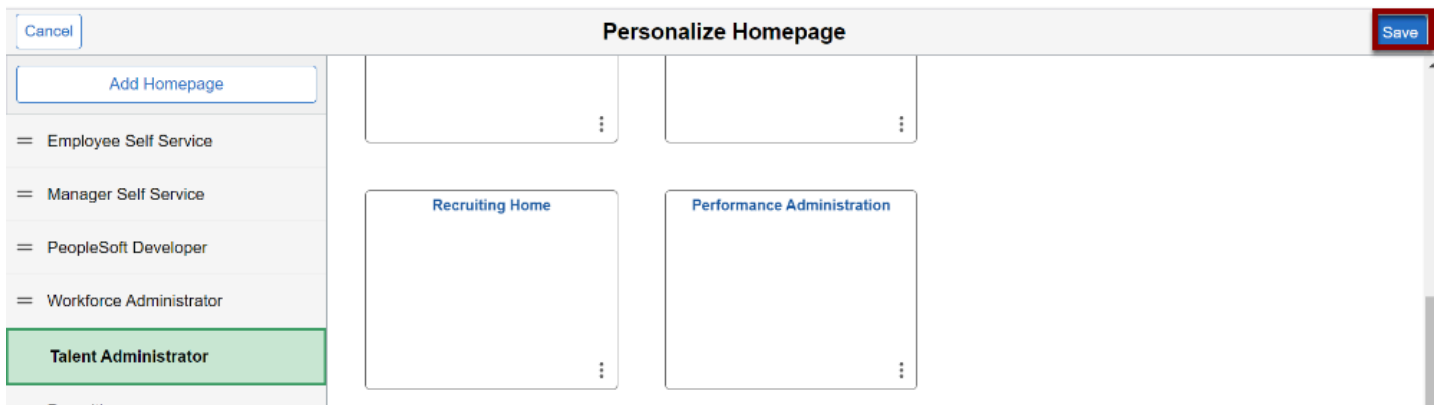 Cancel
Personalize Homepage
Save
Add Homepage
Employee Self Service
Manager Self Service
Recruiting Home
Performance Administration
PeopleSoft Developer
Workforce Administrator
Talent Administrator